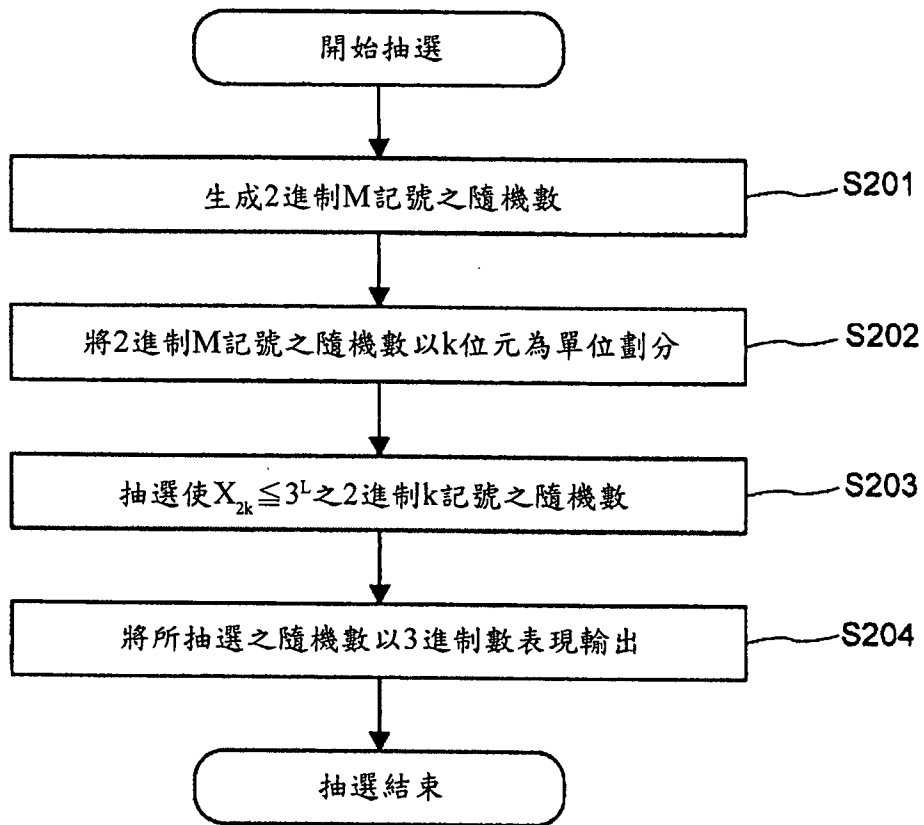 開始抽選
生成2進制M記號之隨機數
S201
將2進制M記號之隨機數以k位元為單位劃分
S202
抽選使X₂ₖ≦3ᴸ之2進制k記號之隨機數
S203
將所抽選之隨機數以3進制數表現輸出
S204
抽選結束